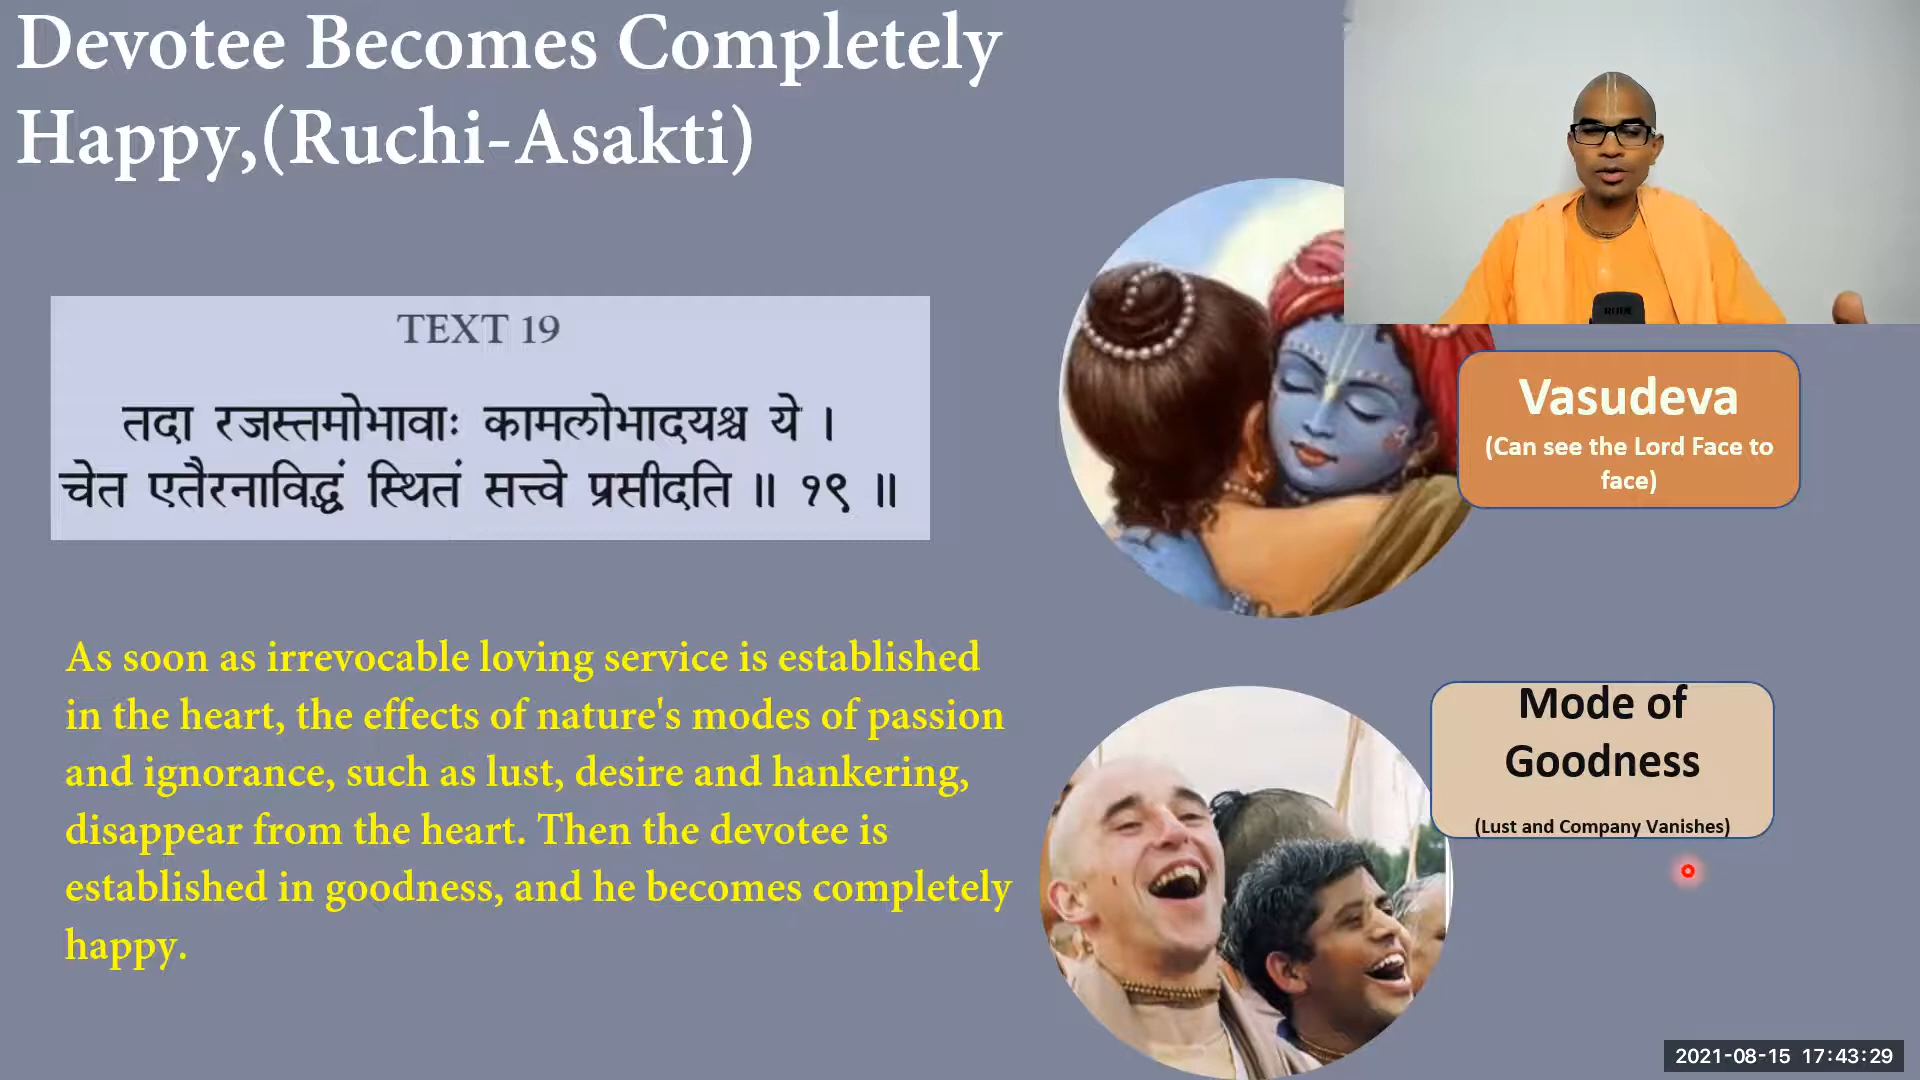 Devotee Becomes Completely
Happy,(Ruchi-Asakti)
TEXT 19
तदा रजस्तमोभावाः कामलोभादयश्च ये ।
चेत एतैरनाविद्धं स्थितं सत्त्वे प्रसीदति ॥ १९ ॥
As soon as irrevocable loving service is established
in the heart, the effects of nature's modes of passion
and ignorance, such as lust, desire and hankering,
disappear from the heart. Then the devotee is
established in goodness, and he becomes completely
happy.
RODE
Vasudeva
(Can see the Lord Face to
face)
Mode of
Goodness
(Lust and Company Vanishes)
2021-08-15 17:43:29